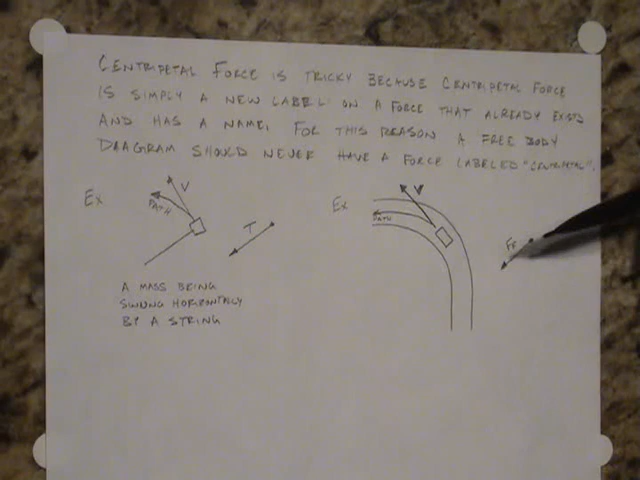 CENTRIPETAL FORCE IS TRICKY BECAUSE CENTRIPETAL FORCE
IS SIMPLY A NEW LABEL ON A FORCE THAT ALREADY EXISTS
AND HAS A NAME. FOR THIS REASON A FREE BODY
DIAGRAM SHOULD NEVER HAVE A FORCE LABELED "CENTRIPETAL".
Ex
V
PATH
T
A MASS BEING
SWUNG HORIZONTALLY
BY A STRING
Ex
V
PATH